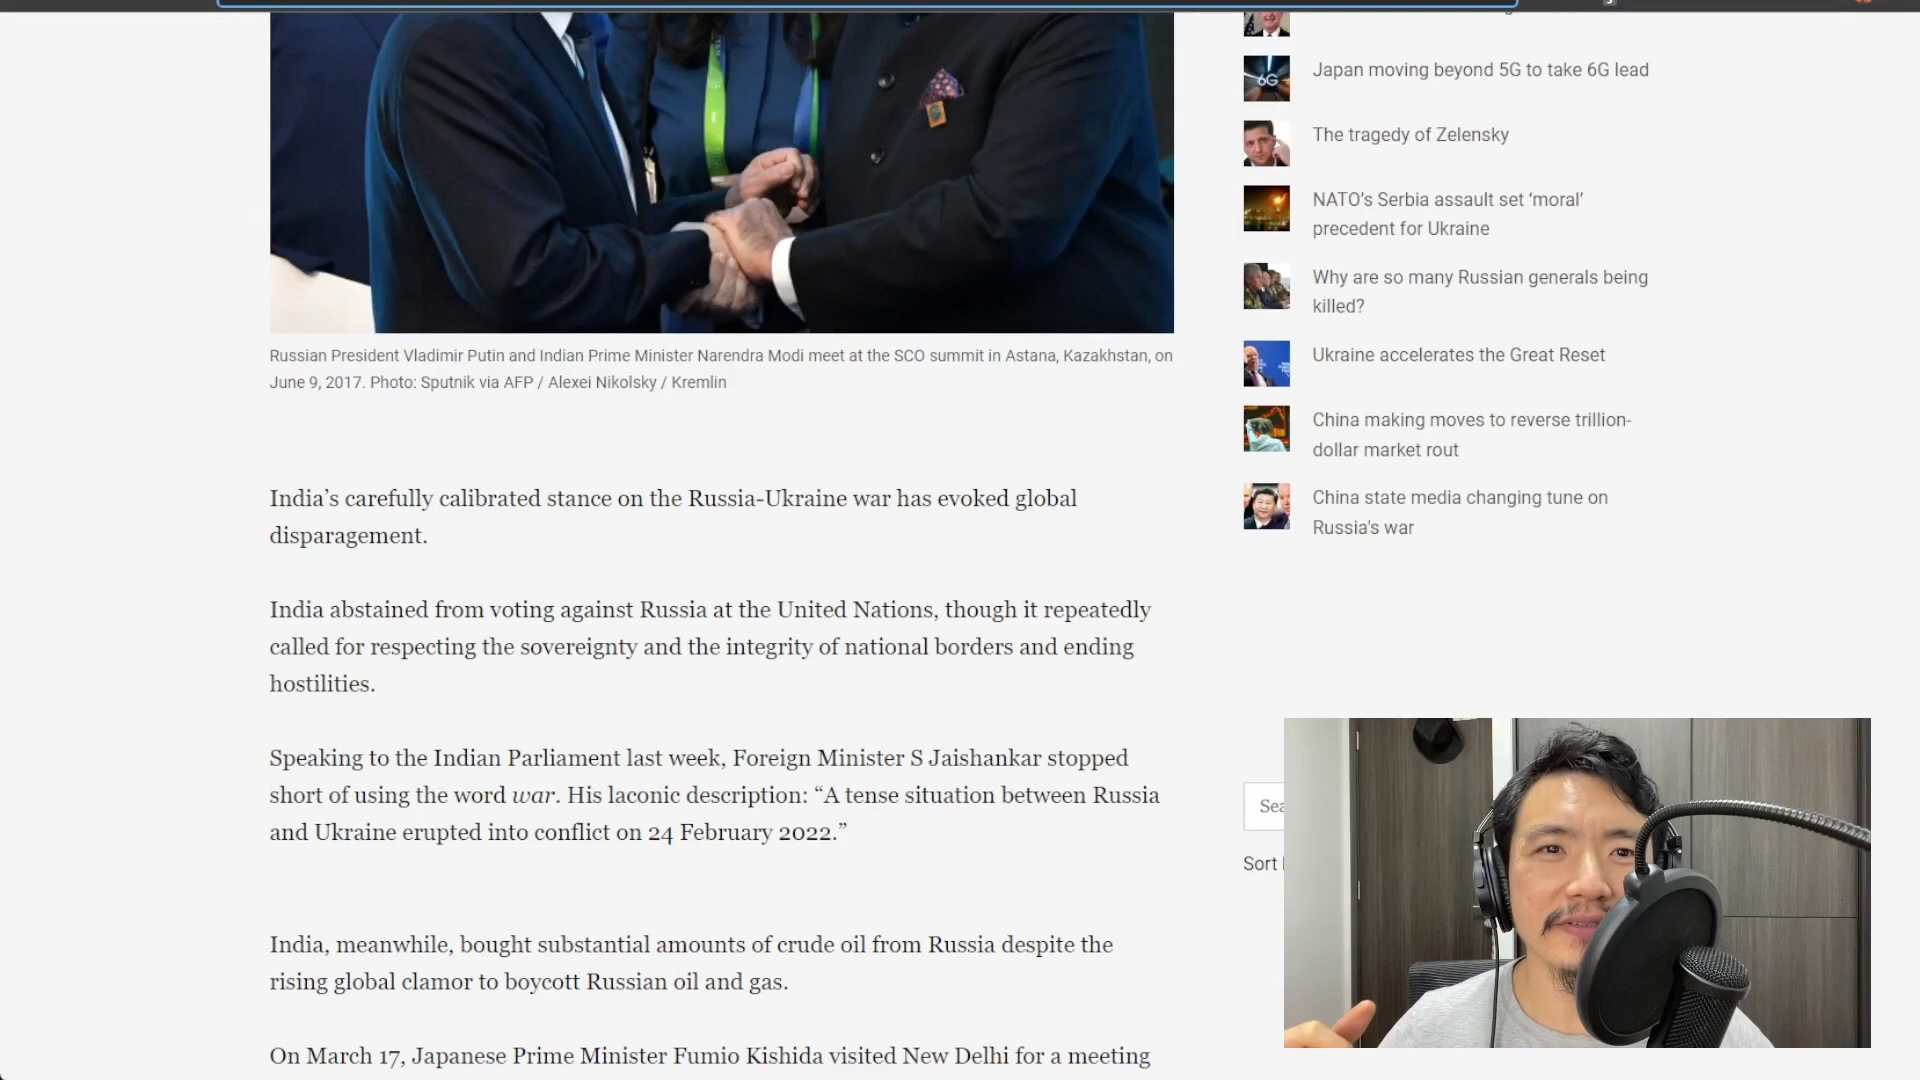 Japan moving beyond 5G to take 6G lead
6G
The tragedy of Zelensky
NATO’s Serbia assault set ‘moral’
precedent for Ukraine
Why are so many Russian generals being
killed?
Ukraine accelerates the Great Reset
China making moves to reverse trillion-
dollar market rout
China state media changing tune on
Russia's war
Russian President Vladimir Putin and Indian Prime Minister Narendra Modi meet at the SCO summit in Astana, Kazakhstan, on
June 9, 2017. Photo: Sputnik via AFP / Alexei Nikolsky / Kremlin
India’s carefully calibrated stance on the Russia-Ukraine war has evoked global
disparagement.
India abstained from voting against Russia at the United Nations, though it repeatedly
called for respecting the sovereignty and the integrity of national borders and ending
hostilities.
Speaking to the Indian Parliament last week, Foreign Minister S Jaishankar stopped
short of using the word war. His laconic description: “A tense situation between Russia
and Ukraine erupted into conflict on 24 February 2022.”
India, meanwhile, bought substantial amounts of crude oil from Russia despite the
rising global clamor to boycott Russian oil and gas.
On March 17, Japanese Prime Minister Fumio Kishida visited New Delhi for a meeting
Sea
Sort